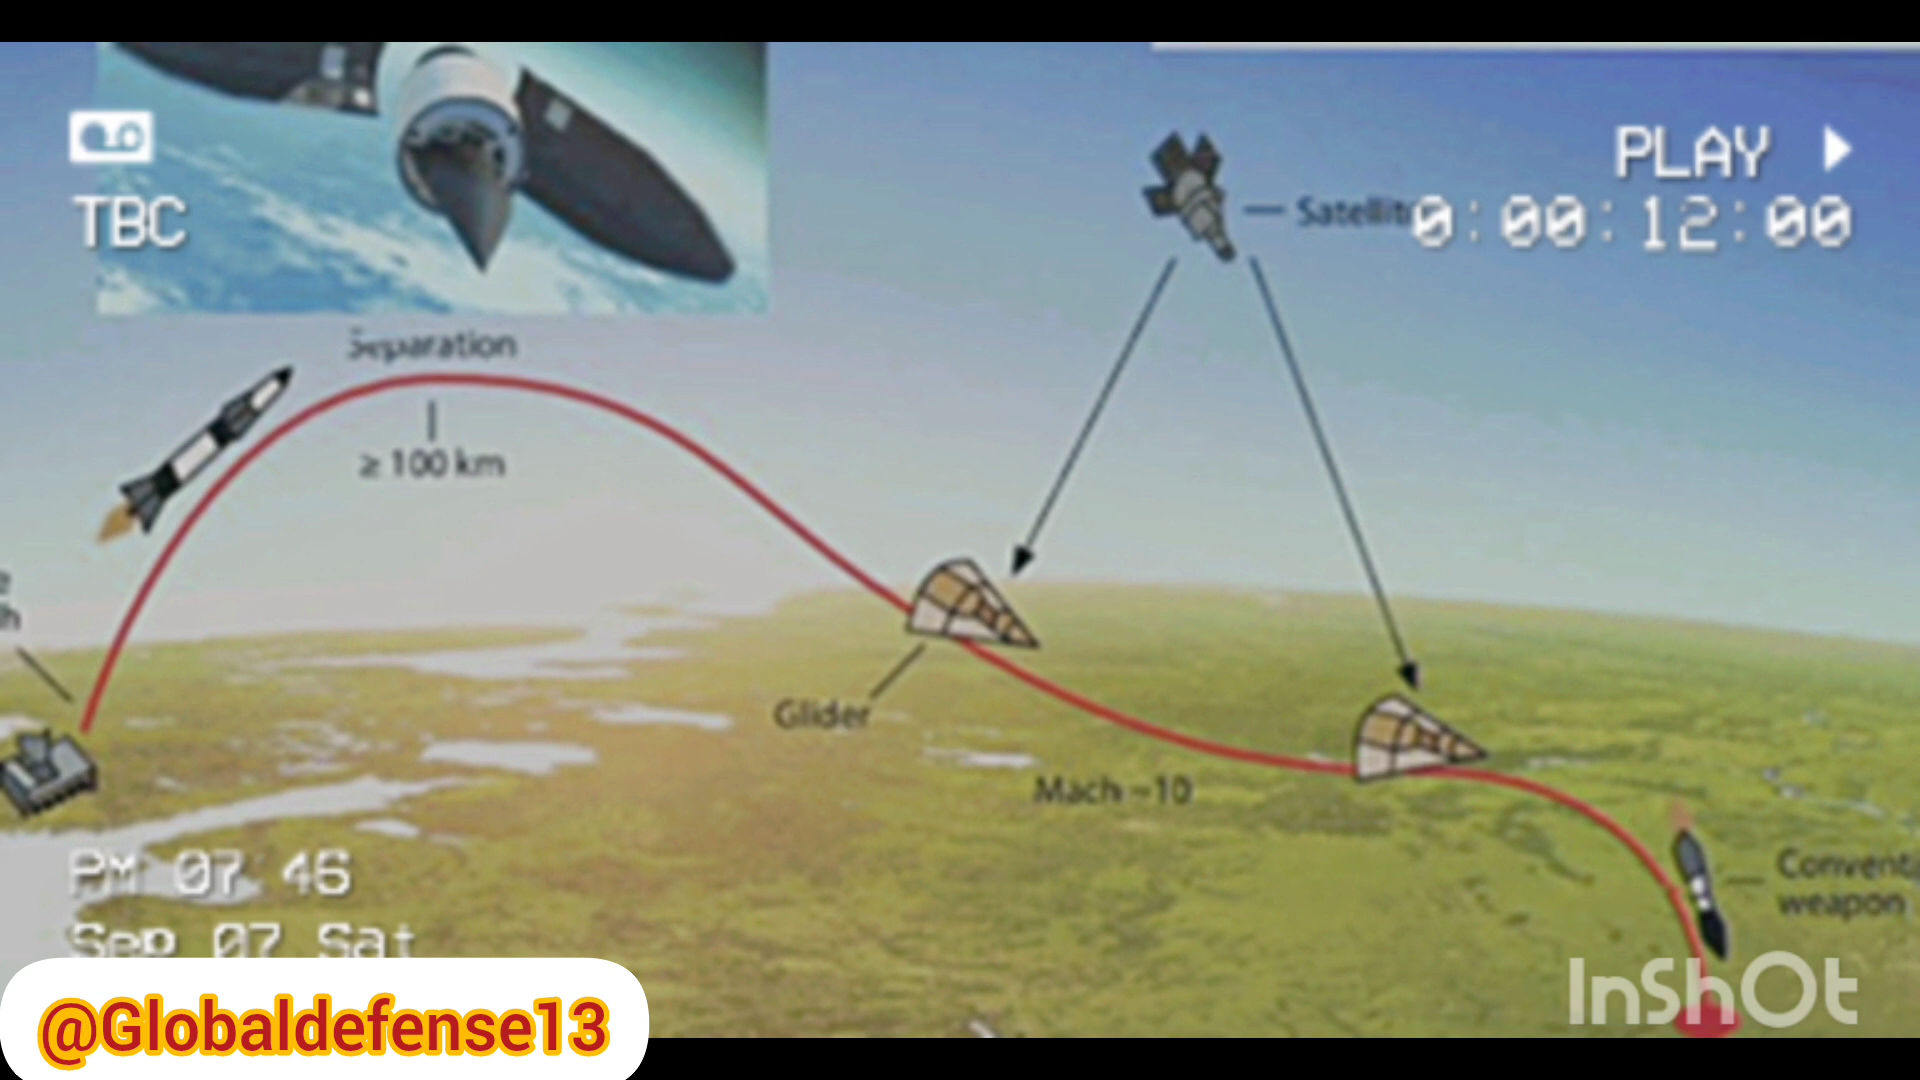 PLAY
TBC
0:00:12:00
Separation
≥ 100 km
Glider
Mach ~10
weapon
PM 07 46
Sep 07 Sat
InShOt
@Globaldefense13